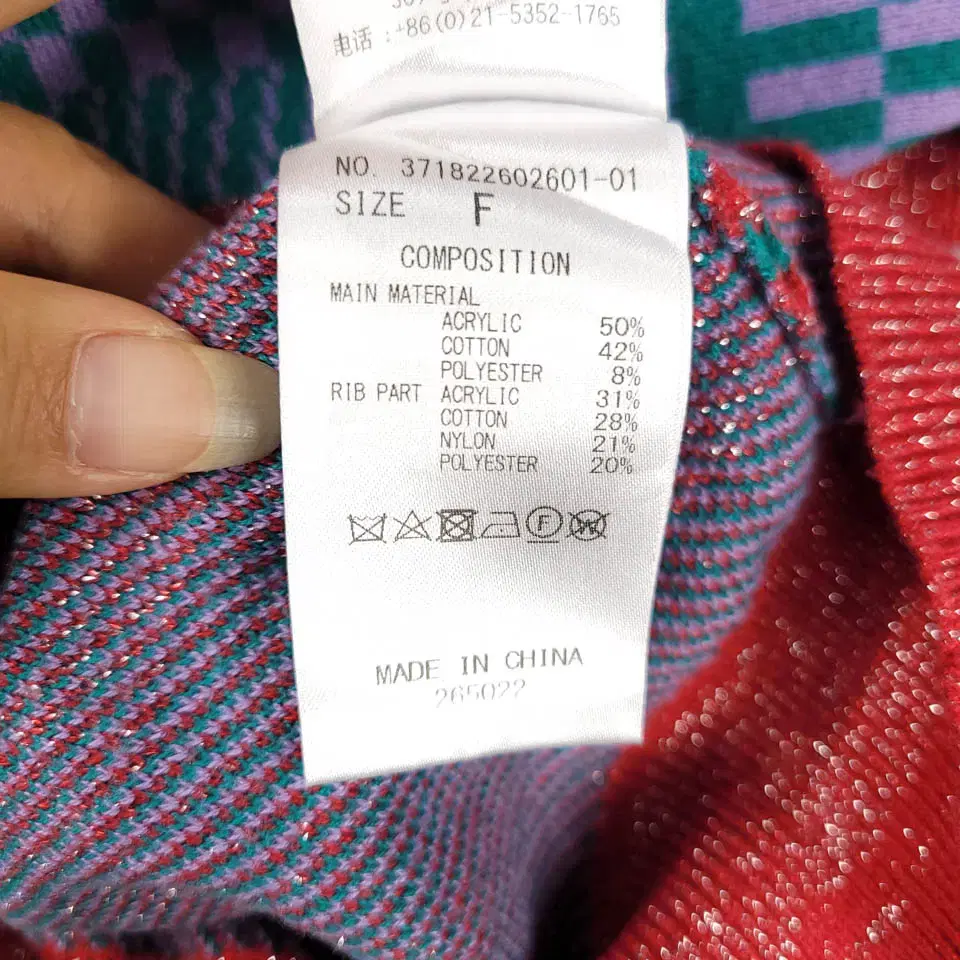 电话 : +86(0)21-5352-1765
NO. 371822602601-01
SIZE F
COMPOSITION
MAIN MATERIAL
ACRYLIC 50%
COTTON 42%
POLYESTER 8%
RIB PART ACRYLIC 31%
COTTON 28%
NYLON 21%
POLYESTER 20%
F W
MADE IN CHINA
265022